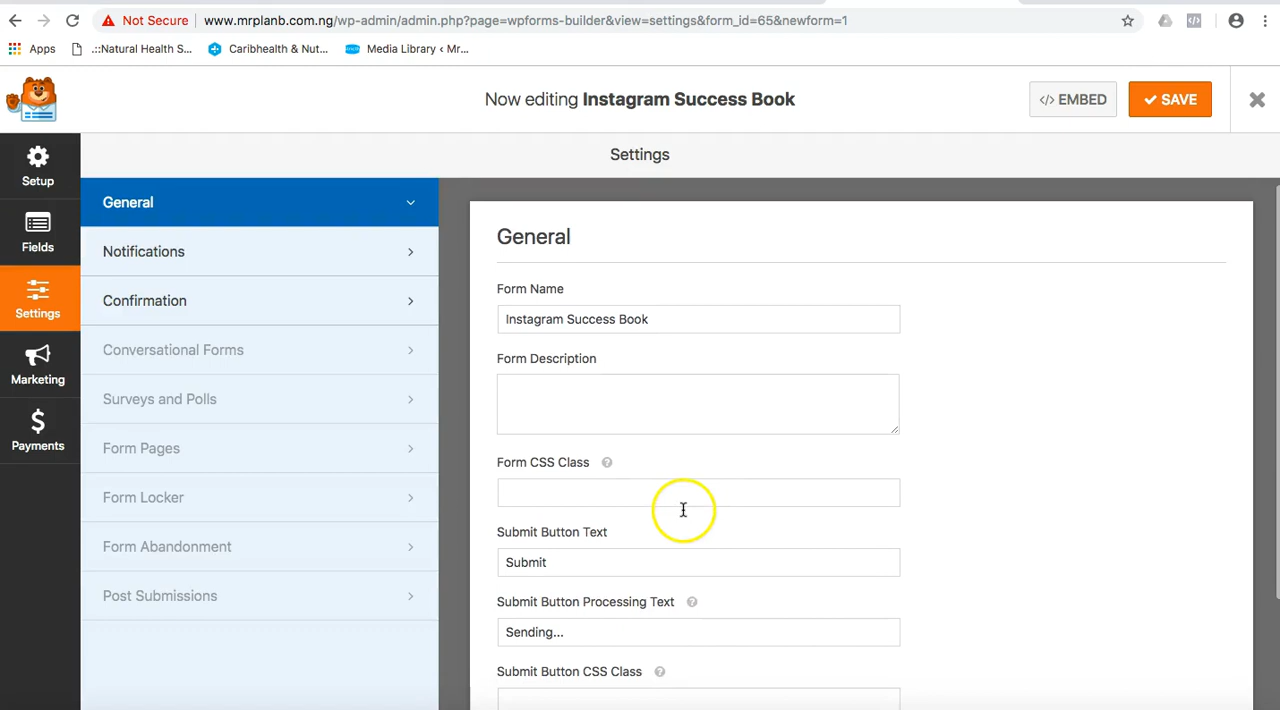 Not Secure
www.mrplanb.com.ng/wp-admin/admin.php?page=wpforms-builder&view=settings&form_id=65&newform=1
Apps
.::Natural Health S...
Caribhealth & Nut...
Media Library ‹ Mr...
Now editing Instagram Success Book
</> EMBED
SAVE
Setup
Fields
Settings
Marketing
Payments
Settings
General
Notifications
Confirmation
Conversational Forms
Surveys and Polls
Form Pages
Form Locker
Form Abandonment
Post Submissions
General
Form Name
Instagram Success Book
Form Description
Form CSS Class
Submit Button Text
Submit
Submit Button Processing Text
Sending...
Submit Button CSS Class